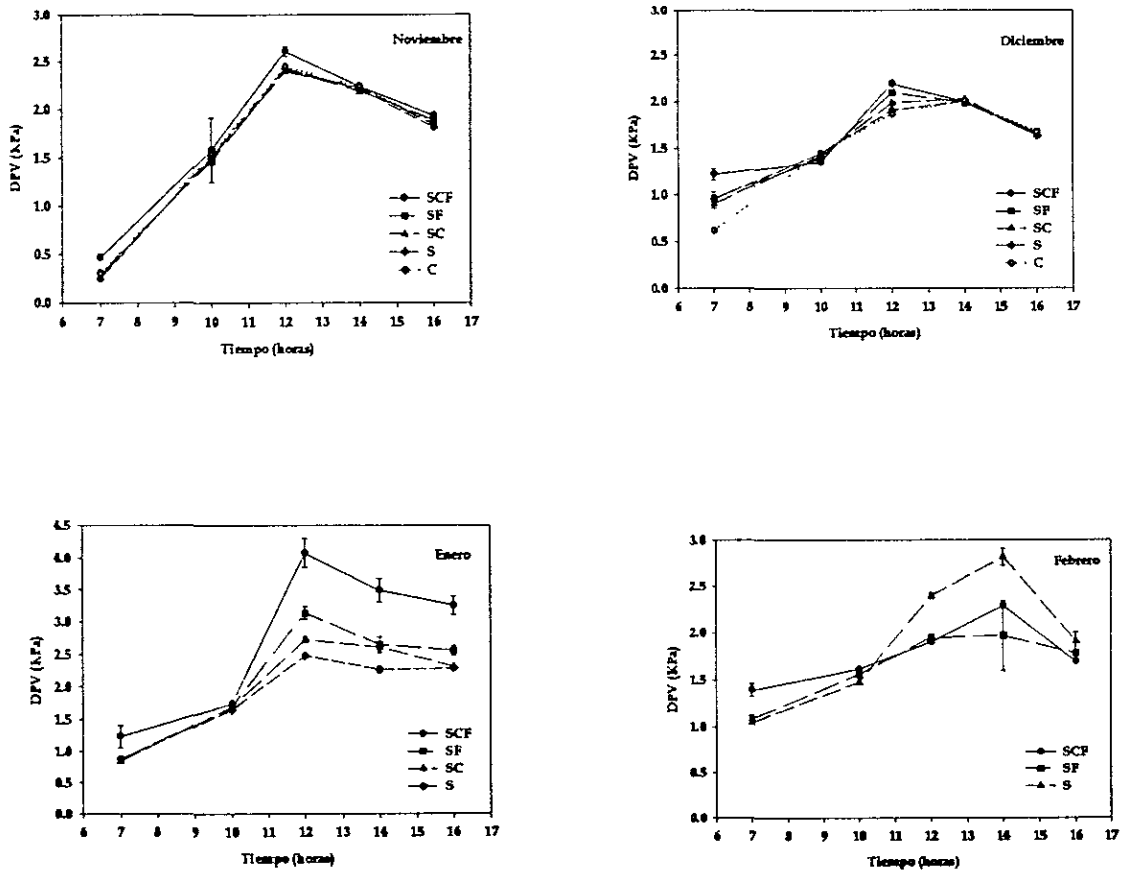 Noviembre
DPV (KPa)
3.0
2.5
2.0
1.5
1.0
0.5
0.0
SCF
SF
SC
S
C
6 7 8 9 10 11 12 13 14 15 16 17
Tiempo (horas)
Diciembre
DPV (KPa)
3.0
2.5
2.0
1.5
1.0
0.5
0.0
SCF
SF
SC
S
C
6 7 8 9 10 11 12 13 14 15 16 17
Tiempo (horas)
Enero
DPV (KPa)
4.5
4.0
3.5
3.0
2.5
2.0
1.5
1.0
0.5
0.0
SCF
SF
SC
S
6 7 8 9 10 11 12 13 14 15 16 17
Tiempo (horas)
Febrero
DPV (KPa)
3.0
2.5
2.0
1.5
1.0
0.5
0.0
SCF
SF
S
6 7 8 9 10 11 12 13 14 15 16 17
Tiempo (horas)